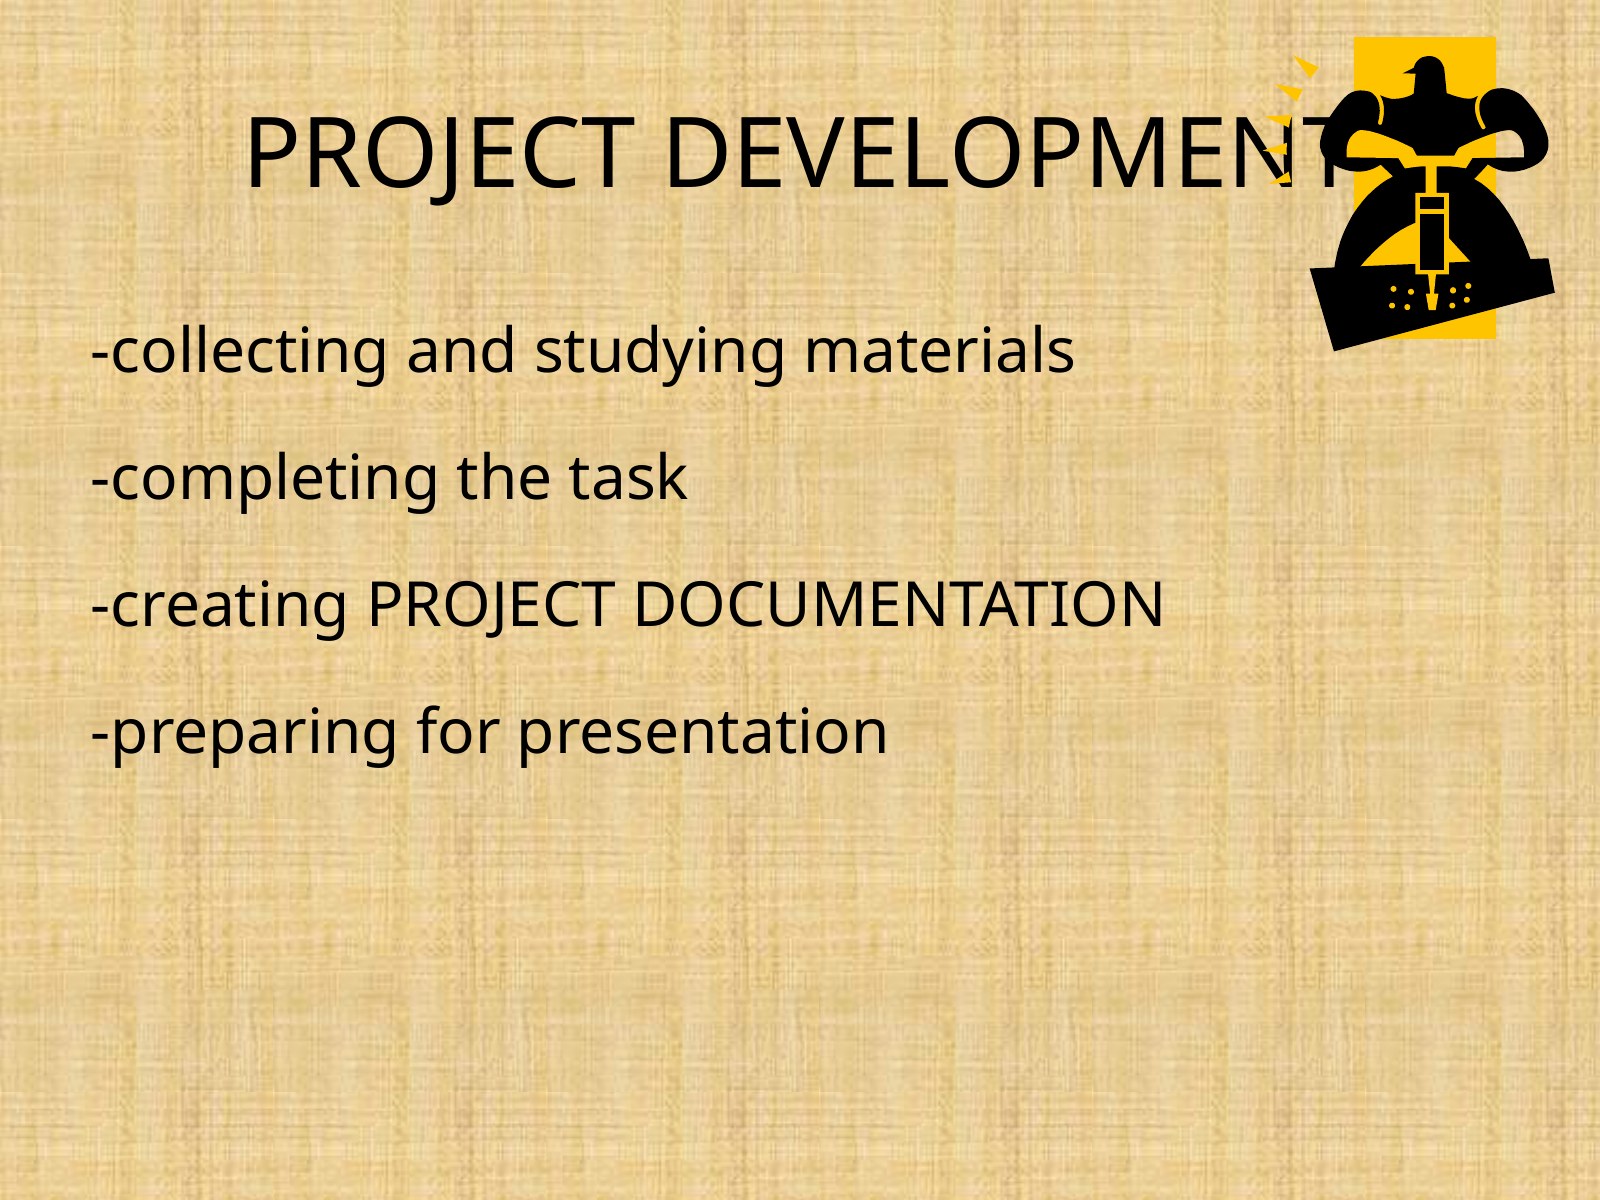 PROJECT DEVELOPMENT
-collecting and studying materials
-completing the task
-creating PROJECT DOCUMENTATION
-preparing for presentation